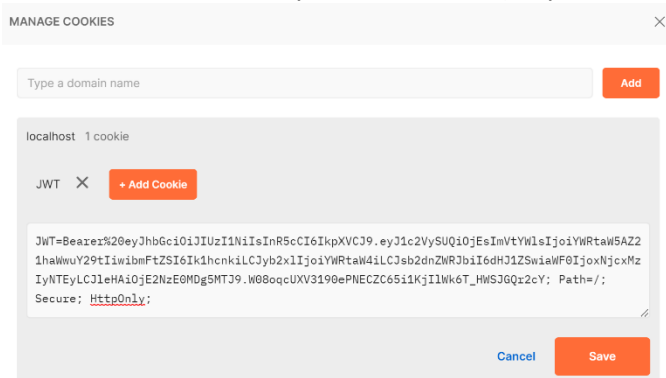 MANAGE COOKIES
Type a domain name
Add
localhost 1 cookie
JWT
+ Add Cookie
JWT=Bearer%20eyJhbGciOiJIUzI1NiIsInR5cCI6IkpXVCJ9.eyJ1c2VySUQiOjEsImVtYWlsIjoiYWRtaW5AZ2
1haWwuY29tIiwibmFtZSI6Ik1hcnkiLCJyb2xlIjoiYWRtaW4iLCJsb2dnZWRJbiI6dHJ1ZSwiaWF0IjoxNjcxMz
IyNTEyLCJleHAiOjE2NzE0MDg5MTJ9.W08oqcUXV3190ePNECZC65i1KjIlWk6T_HWSJGQr2cY; Path=/;
Secure; HttpOnly;
Cancel
Save